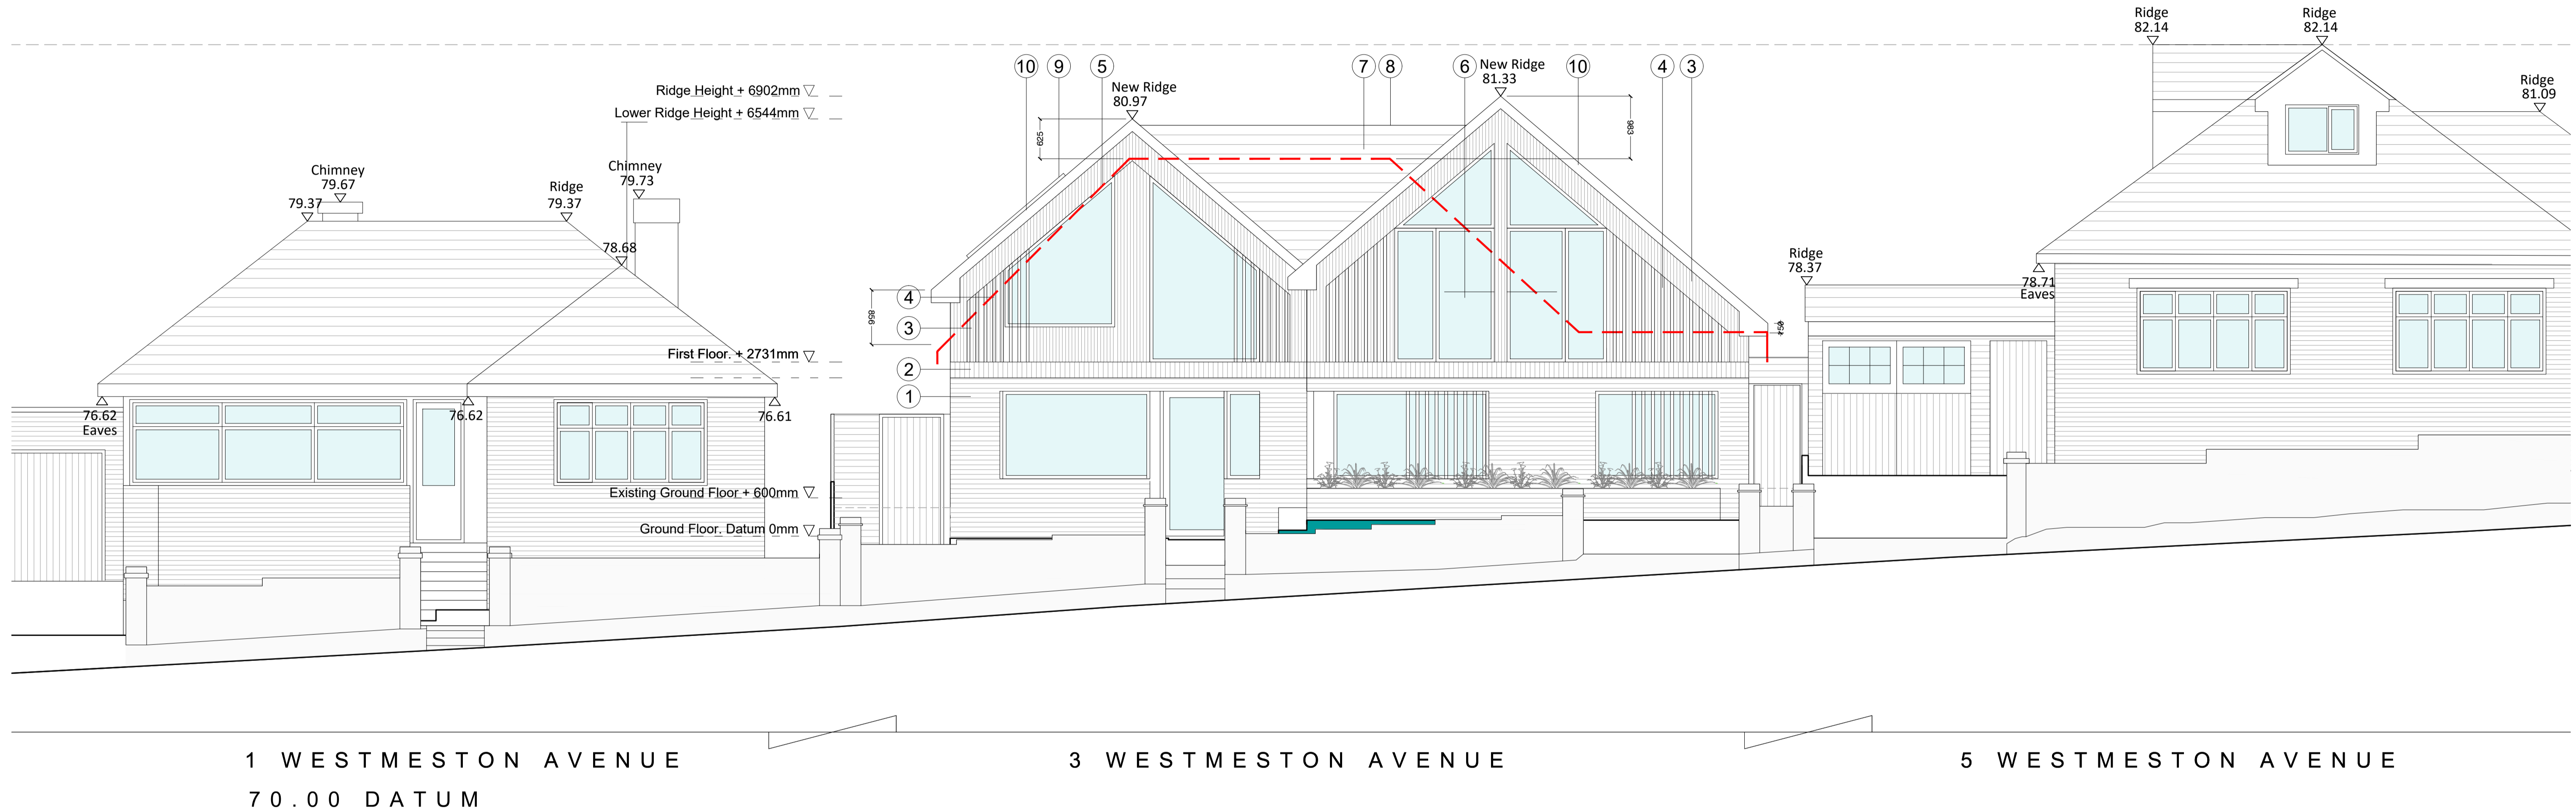 Ridge
82.14
Ridge
82.14
Ridge
81.09
10
9
5
7
8
6
10
4
3
New Ridge
80.97
New Ridge
81.33
Ridge Height + 6902mm
Lower Ridge Height + 6544mm
625
983
Chimney
79.67
79.37
Ridge
79.37
Chimney
79.73
78.68
Ridge
78.37
78.71
Eaves
856
4
3
2
1
First Floor. + 2731mm
76.62
Eaves
76.62
76.61
Existing Ground Floor + 600mm
Ground Floor. Datum 0mm
1 WESTMESTON AVENUE
3 WESTMESTON AVENUE
5 WESTMESTON AVENUE
70.00 DATUM